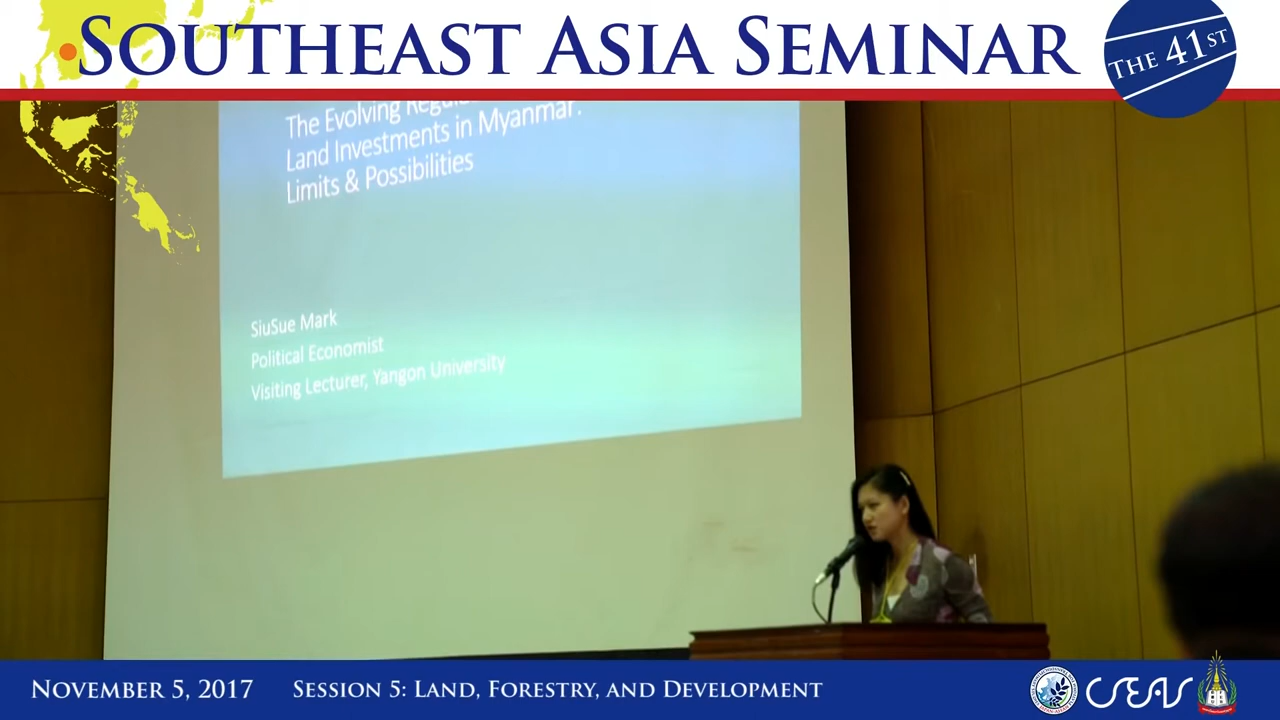 SOUTHEAST ASIA SEMINAR
THE 41ST
The Evolving
Land Investments in Myanmar:
Limits & Possibilities
SiuSue Mark
Political Economist
Visiting Lecturer, Yangon University
NOVEMBER 5, 2017
SESSION 5: LAND, FORESTRY, AND DEVELOPMENT
CSEAS